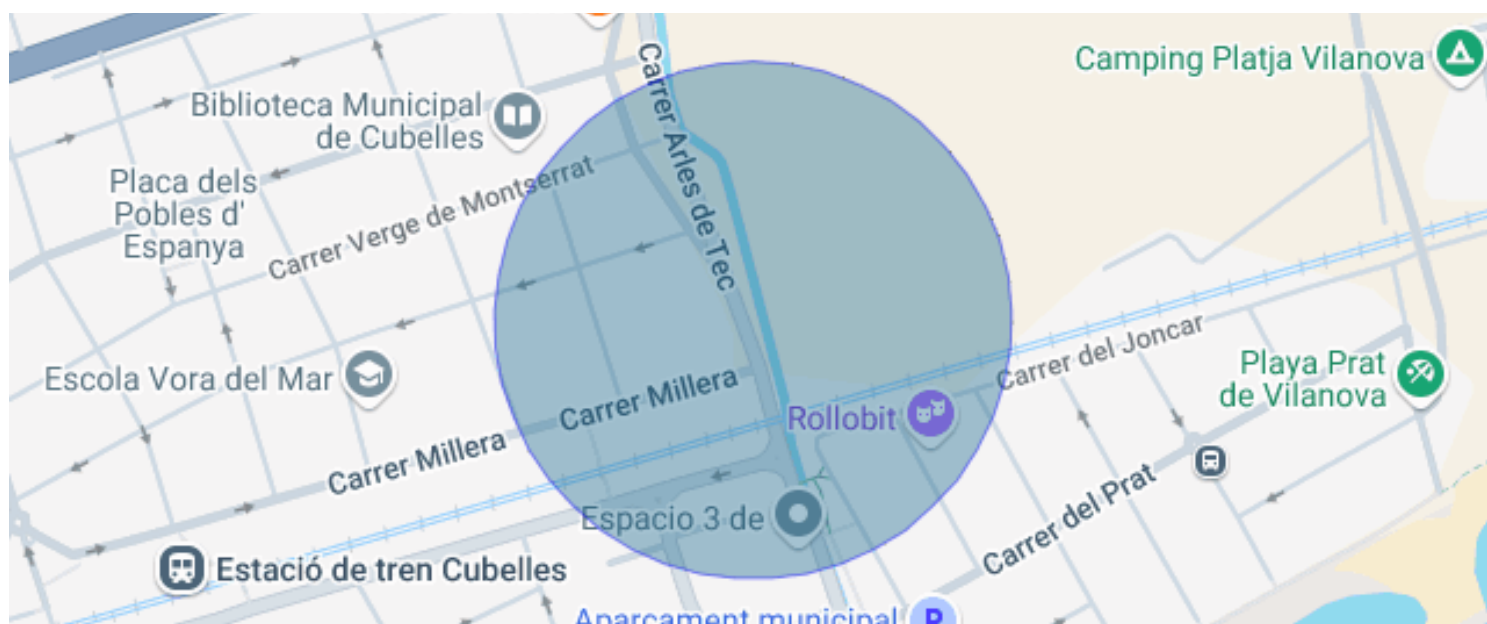 Camping Platja Vilanova
Carrer Arles de Tec
Biblioteca Municipal
de Cubelles
Placa dels
Pobles d'
Espanya
Carrer Verge de Montserrat
Escola Vora del Mar
Carrer Millera
Carrer Millera
Carrer del Joncar
Playa Prat
de Vilanova
Rollobit
Carrer del Prat
Espacio 3 de
Estació de tren Cubelles
Aparcament municipal
P